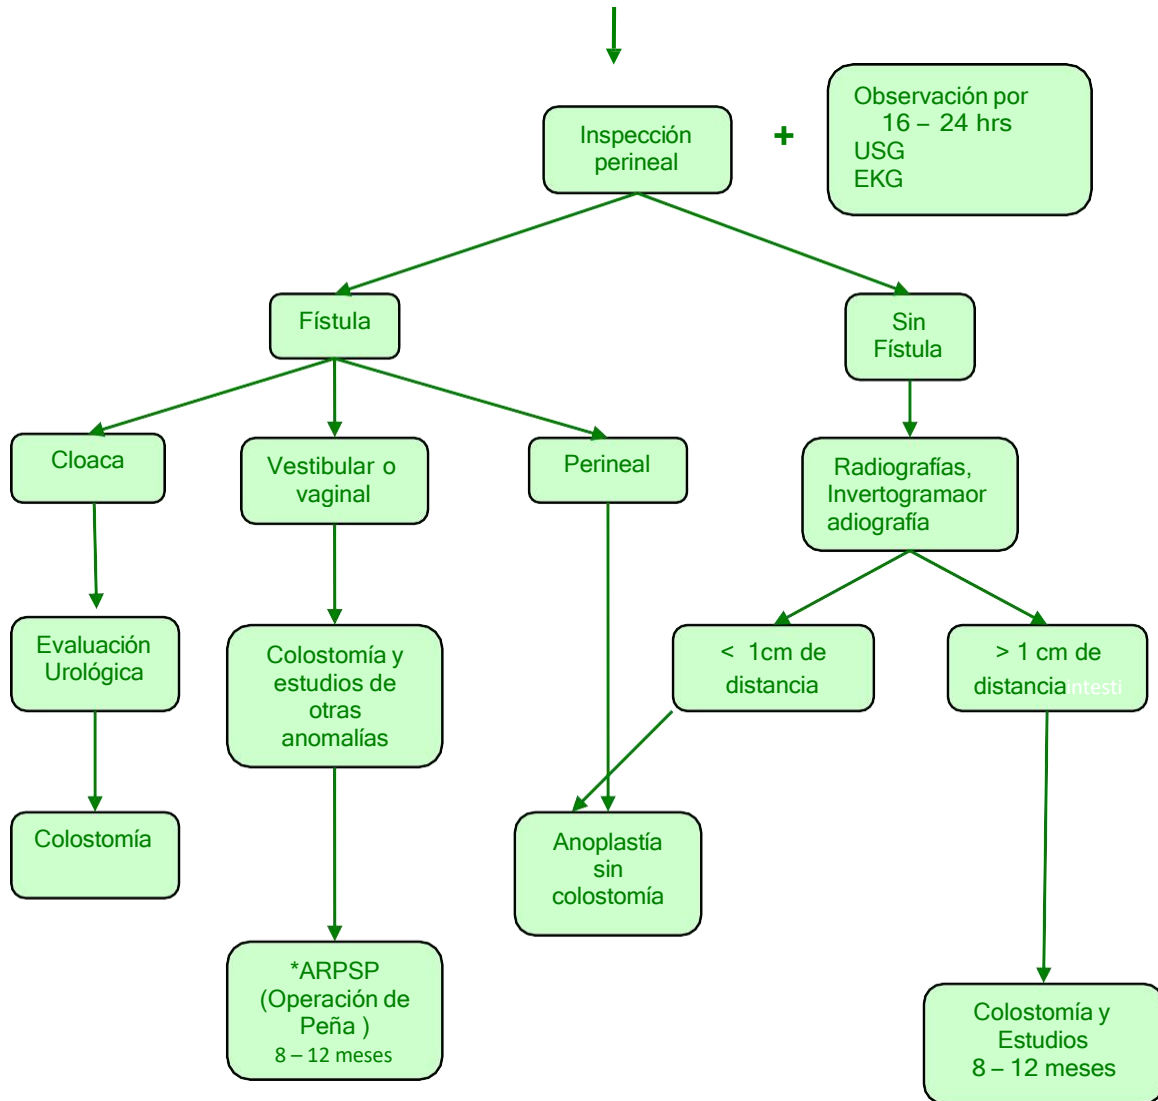 Inspección
perineal
+
Observación por
16 – 24 hrs
USG
EKG
Fístula
Sin
Fístula
Cloaca
Vestibular o
vaginal
Perineal
Radiografías,
Invertogramaor
adiografía
Evaluación
Urológica
Colostomía y
estudios de
otras
anomalías
< 1cm de
distancia
> 1 cm de
distancia intesti
Colostomía
Anoplastía
sin
colostomía
*ARPSP
(Operación de
Peña )
8 – 12 meses
Colostomía y
Estudios
8 – 12 meses